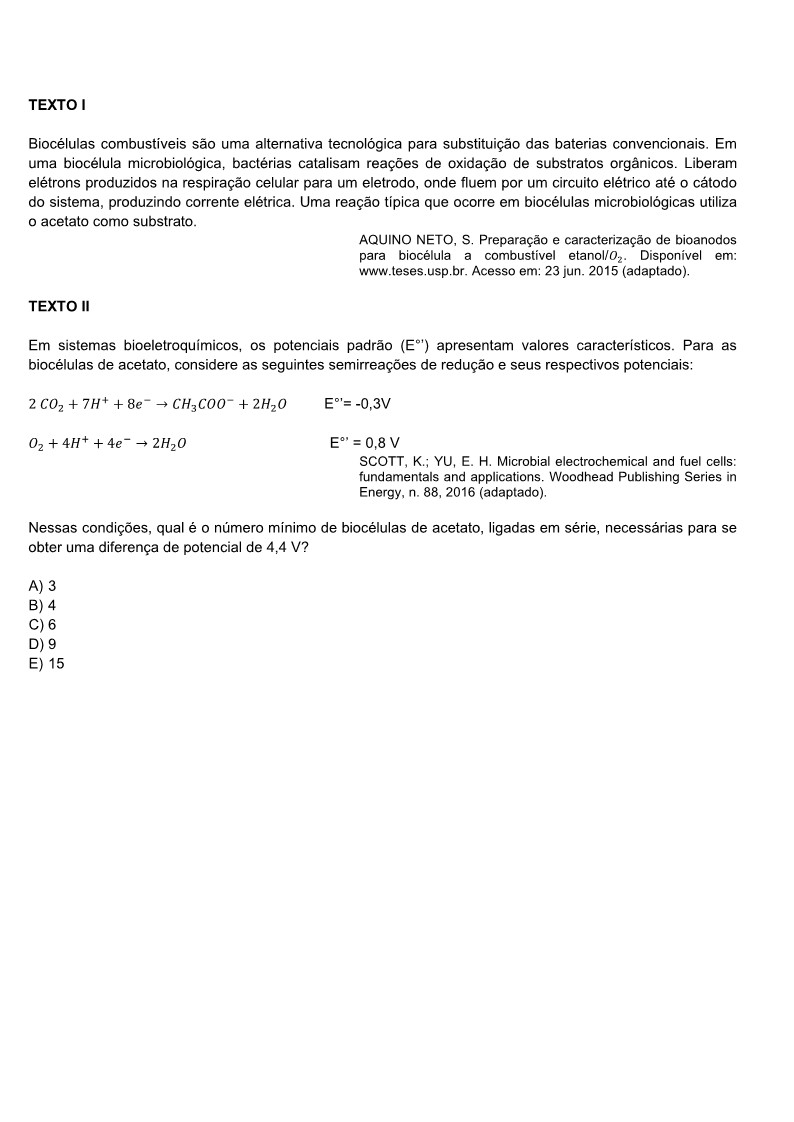 TEXTO I
Biocélulas combustíveis são uma alternativa tecnológica para substituição das baterias convencionais. Em
uma biocélula microbiológica, bactérias catalisam reações de oxidação de substratos orgânicos. Liberam
elétrons produzidos na respiração celular para um eletrodo, onde fluem por um circuito elétrico até o cátodo
do sistema, produzindo corrente elétrica. Uma reação típica que ocorre em biocélulas microbiológicas utiliza
o acetato como substrato.
AQUINO NETO, S. Preparação e caracterização de bioanodos
para biocélula a combustível etanol/O₂. Disponível em:
www.teses.usp.br. Acesso em: 23 jun. 2015 (adaptado).
TEXTO II
Em sistemas bioeletroquímicos, os potenciais padrão (E°’) apresentam valores característicos. Para as
biocélulas de acetato, considere as seguintes semirreações de redução e seus respectivos potenciais:
2 CO₂ + 7H⁺ + 8e⁻ → CH₃COO⁻ + 2H₂O E°’= -0,3V
O₂ + 4H⁺ + 4e⁻ → 2H₂O E°’ = 0,8 V
SCOTT, K.; YU, E. H. Microbial electrochemical and fuel cells:
fundamentals and applications. Woodhead Publishing Series in
Energy, n. 88, 2016 (adaptado).
Nessas condições, qual é o número mínimo de biocélulas de acetato, ligadas em série, necessárias para se
obter uma diferença de potencial de 4,4 V?
A) 3
B) 4
C) 6
D) 9
E) 15